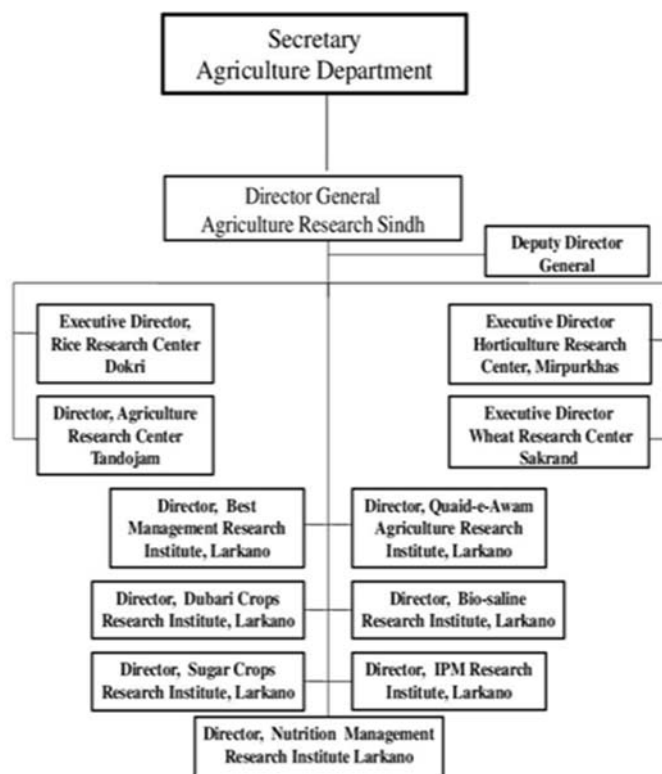 Secretary
Agriculture Department
Director General
Agriculture Research Sindh
Deputy Director
General
Executive Director,
Rice Research Center
Dokri
Executive Director
Horticulture Research
Center, Mirpurkhas
Director, Agriculture
Research Center
Tandojam
Executive Director
Wheat Research Center
Sakrand
Director, Best
Management Research
Institute, Larkano
Director, Quaid-e-Awam
Agriculture Research
Institute, Larkano
Director, Dubari Crops
Research Institute, Larkano
Director, Bio-saline
Research Institute, Larkano
Director, Sugar Crops
Research Institute, Larkano
Director, IPM Research
Institute, Larkano
Director, Nutrition Management
Research Institute Larkano